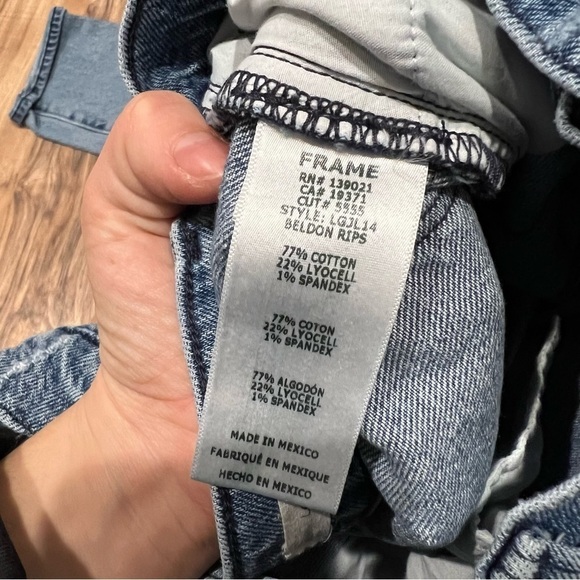 FRAME
RN# 139021
CA# 19371
CUT# 5555
STYLE: LGJL14
BELDON RIPS
77% COTTON
22% LYOCELL
1% SPANDEX
77% COTON
22% LYOCELL
1% SPANDEX
77% ALGODÓN
22% LYOCELL
1% SPANDEX
MADE IN MEXICO
FABRIQUÉ EN MEXIQUE
HECHO EN MEXICO